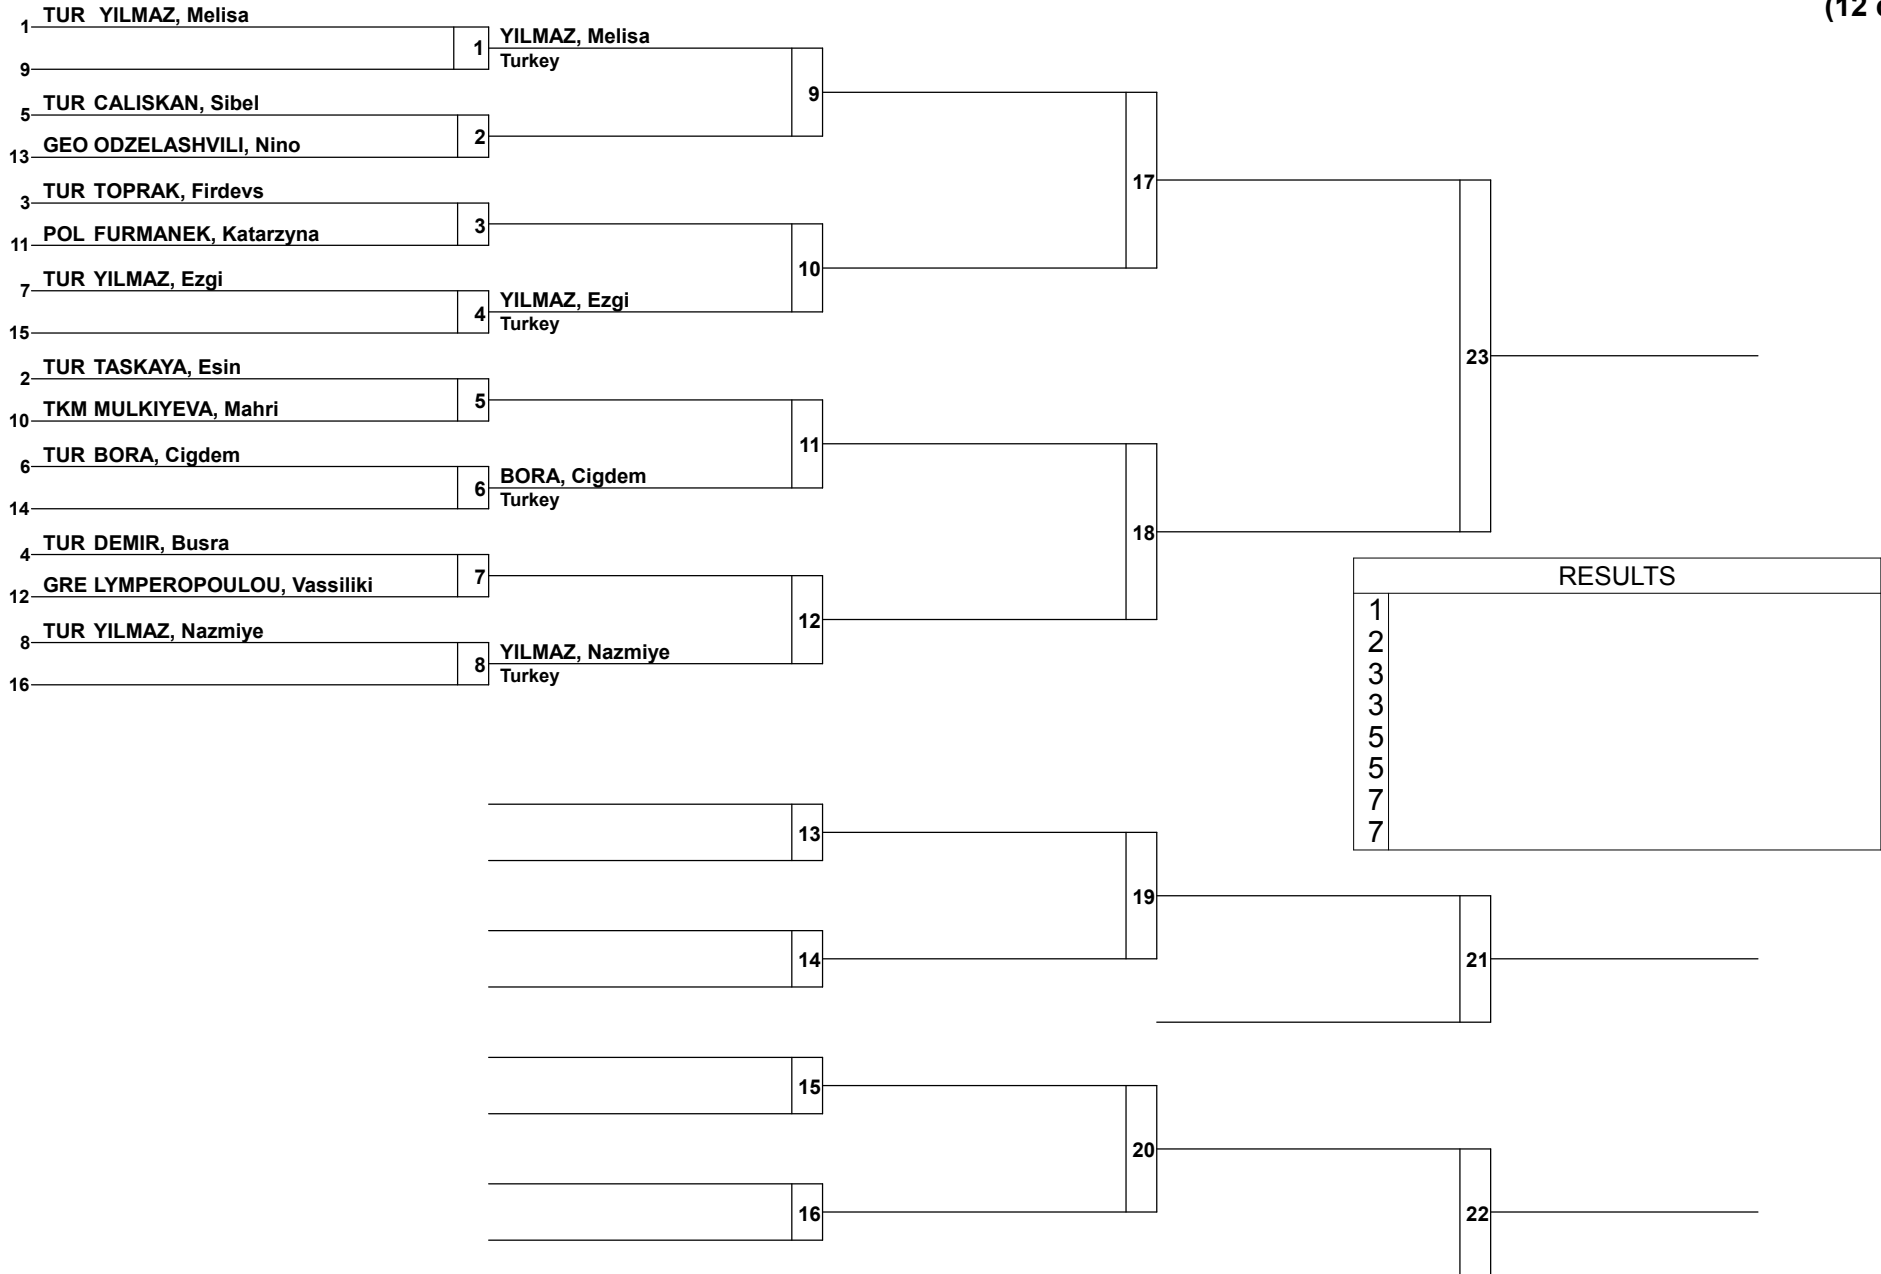 (12 c
1 TUR YILMAZ, Melisa
9
1
YILMAZ, Melisa
Turkey
5 TUR CALISKAN, Sibel
13 GEO ODZELASHVILI, Nino
2
9
3 TUR TOPRAK, Firdevs
11 POL FURMANEK, Katarzyna
3
7 TUR YILMAZ, Ezgi
15
4
YILMAZ, Ezgi
Turkey
10
17
2 TUR TASKAYA, Esin
10 TKM MULKIYEVA, Mahri
5
6 TUR BORA, Cigdem
14
6
BORA, Cigdem
Turkey
11
4 TUR DEMIR, Busra
12 GRE LYMPEROPOULOU, Vassiliki
7
8 TUR YILMAZ, Nazmiye
16
8
YILMAZ, Nazmiye
Turkey
12
18
23
RESULTS
1
2
3
3
5
5
7
7
13
14
19
21
15
16
20
22